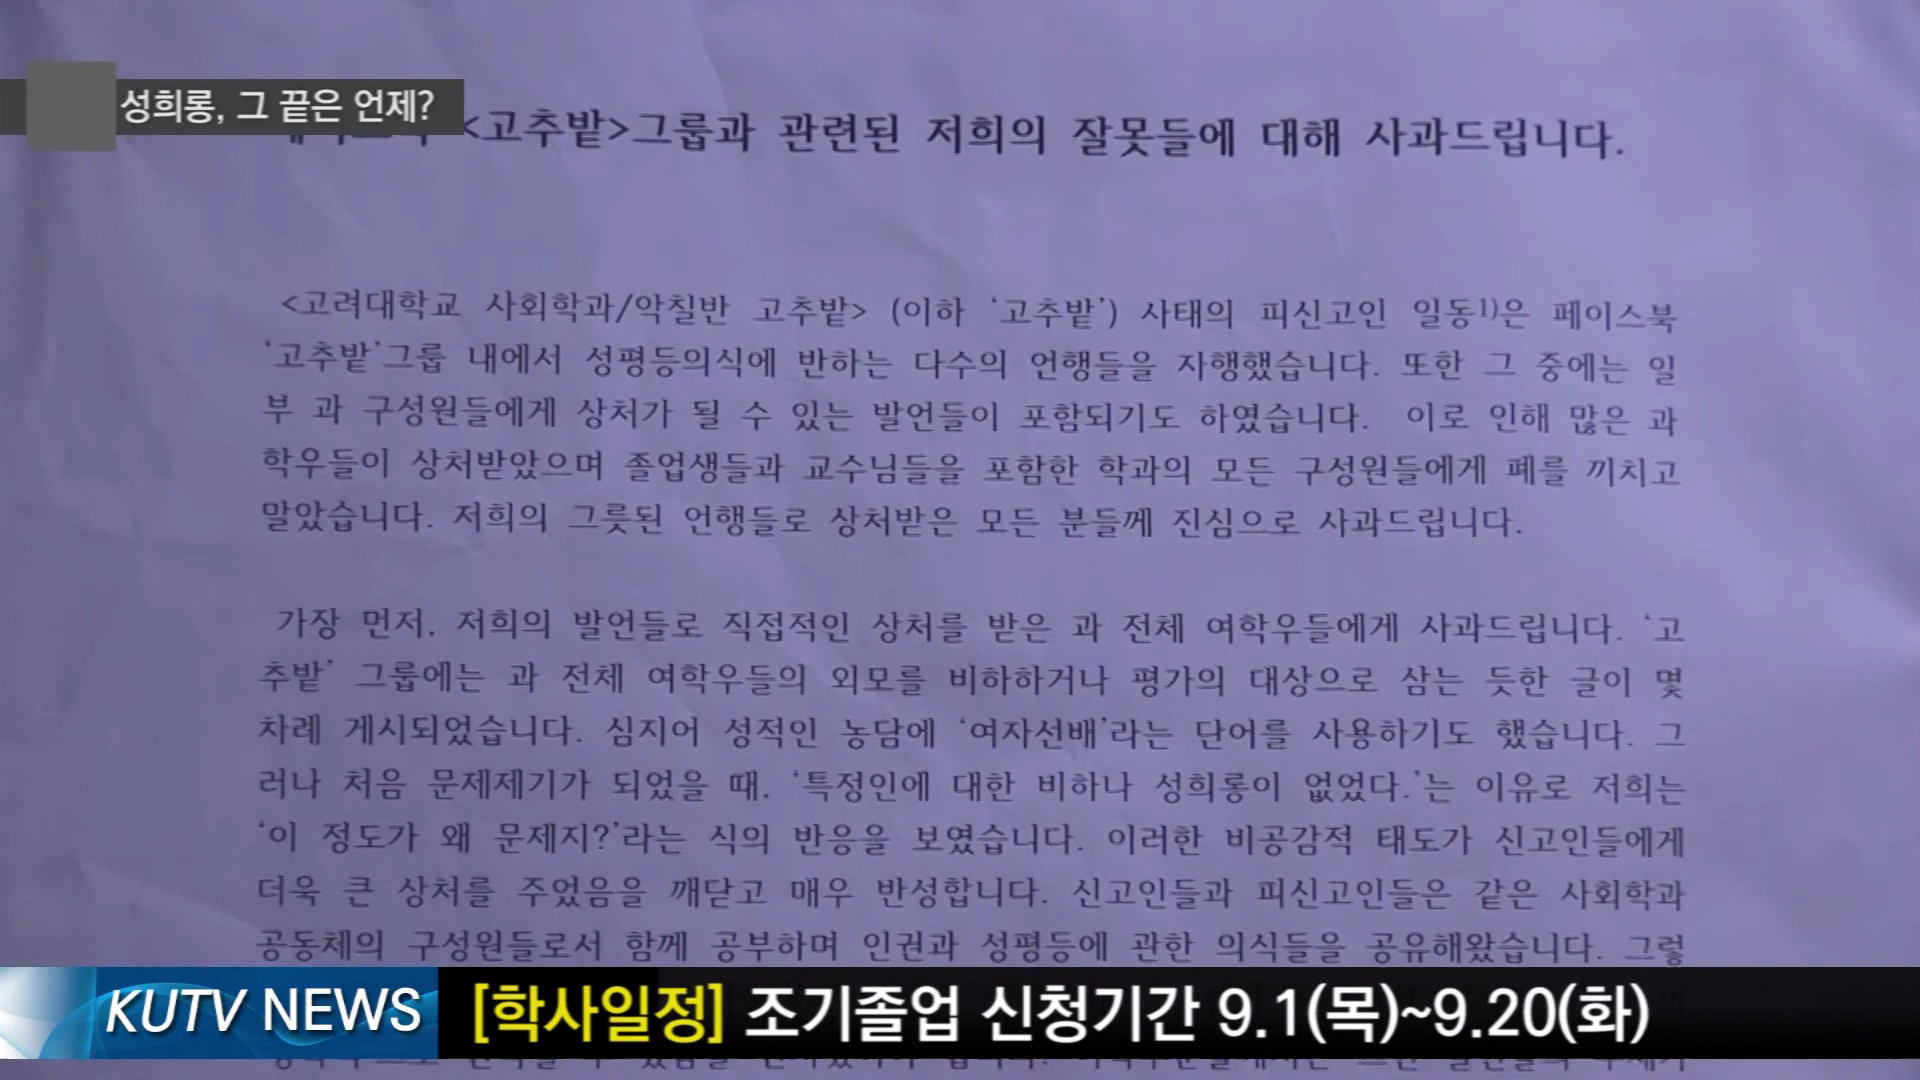 성희롱, 그 끝은 언제?
<고추밭>그룹과 관련된 저희의 잘못들에 대해 사과드립니다.
<고려대학교 사회학과/악칠반 고추밭> (이하 '고추밭') 사태의 피신고인 일동1)은 페이스북
'고추밭'그룹 내에서 성평등의식에 반하는 다수의 언행들을 자행했습니다. 또한 그 중에는 일
부 과 구성원들에게 상처가 될 수 있는 발언들이 포함되기도 하였습니다. 이로 인해 많은 과
학우들이 상처받았으며 졸업생들과 교수님들을 포함한 학과의 모든 구성원들에게 폐를 끼치고
말았습니다. 저희의 그릇된 언행들로 상처받은 모든 분들께 진심으로 사과드립니다.
가장 먼저, 저희의 발언들로 직접적인 상처를 받은 과 전체 여학우들에게 사과드립니다. '고
추밭' 그룹에는 과 전체 여학우들의 외모를 비하하거나 평가의 대상으로 삼는 듯한 글이 몇
차례 게시되었습니다. 심지어 성적인 농담에 '여자선배'라는 단어를 사용하기도 했습니다. 그
러나 처음 문제제기가 되었을 때, '특정인에 대한 비하나 성희롱이 없었다.'는 이유로 저희는
'이 정도가 왜 문제지?'라는 식의 반응을 보였습니다. 이러한 비공감적 태도가 신고인들에게
더욱 큰 상처를 주었음을 깨닫고 매우 반성합니다. 신고인들과 피신고인들은 같은 사회학과
공동체의 구성원들로서 함께 공부하며 인권과 성평등에 관한 의식들을 공유해왔습니다. 그렇
KUTV NEWS [학사일정] 조기졸업 신청기간 9.1(목)~9.20(화)